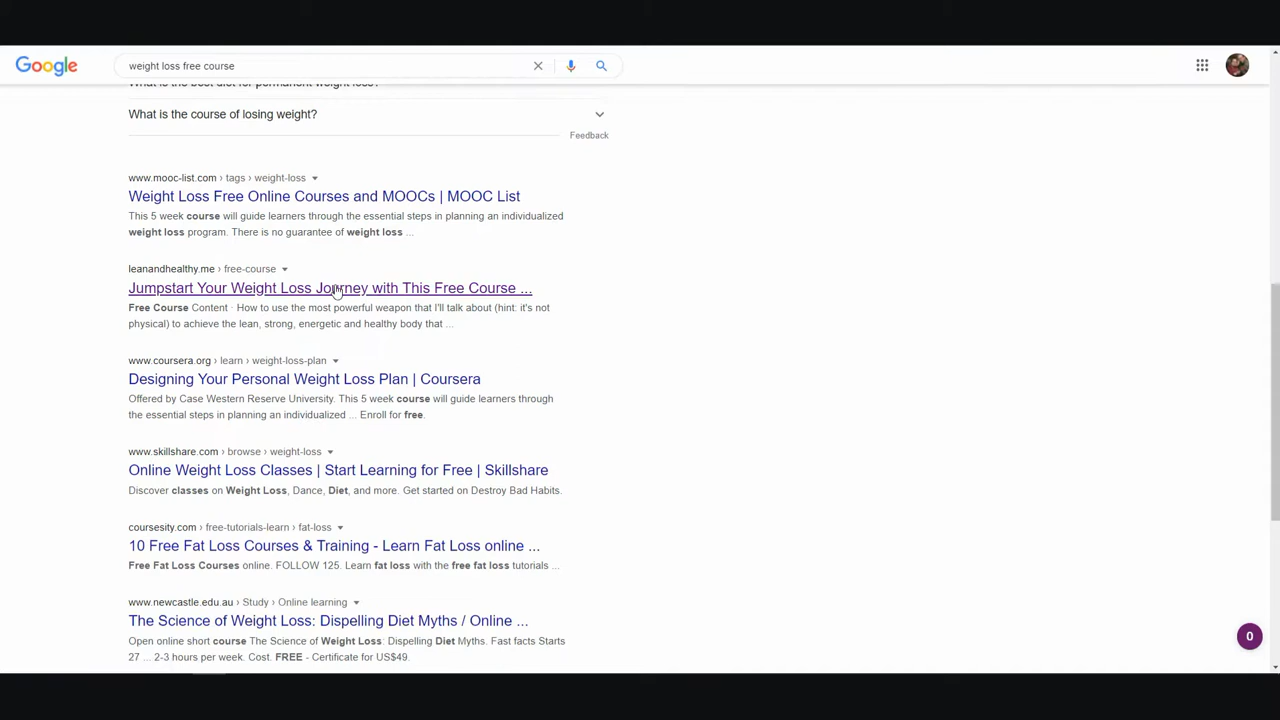 Google
weight loss free course
What is the best diet for permanent weight loss?
What is the course of losing weight?
Feedback
www.mooc-list.com › tags › weight-loss
Weight Loss Free Online Courses and MOOCs | MOOC List
This 5 week course will guide learners through the essential steps in planning an individualized
weight loss program. There is no guarantee of weight loss ...
leanandhealthy.me › free-course
Jumpstart Your Weight Loss Journey with This Free Course ...
Free Course Content · How to use the most powerful weapon that I'll talk about (hint: it's not
physical) to achieve the lean, strong, energetic and healthy body that ...
www.coursera.org › learn › weight-loss-plan
Designing Your Personal Weight Loss Plan | Coursera
Offered by Case Western Reserve University. This 5 week course will guide learners through
the essential steps in planning an individualized ... Enroll for free.
www.skillshare.com › browse › weight-loss
Online Weight Loss Classes | Start Learning for Free | Skillshare
Discover classes on Weight Loss, Dance, Diet, and more. Get started on Destroy Bad Habits.
coursesity.com › free-tutorials-learn › fat-loss
10 Free Fat Loss Courses & Training - Learn Fat Loss online ...
Free Fat Loss Courses online. FOLLOW 125. Learn fat loss with the free fat loss tutorials ...
www.newcastle.edu.au › Study › Online learning
The Science of Weight Loss: Dispelling Diet Myths / Online ...
Open online short course The Science of Weight Loss: Dispelling Diet Myths. Fast facts Starts
27 ... 2-3 hours per week. Cost. FREE - Certificate for US$49.
0